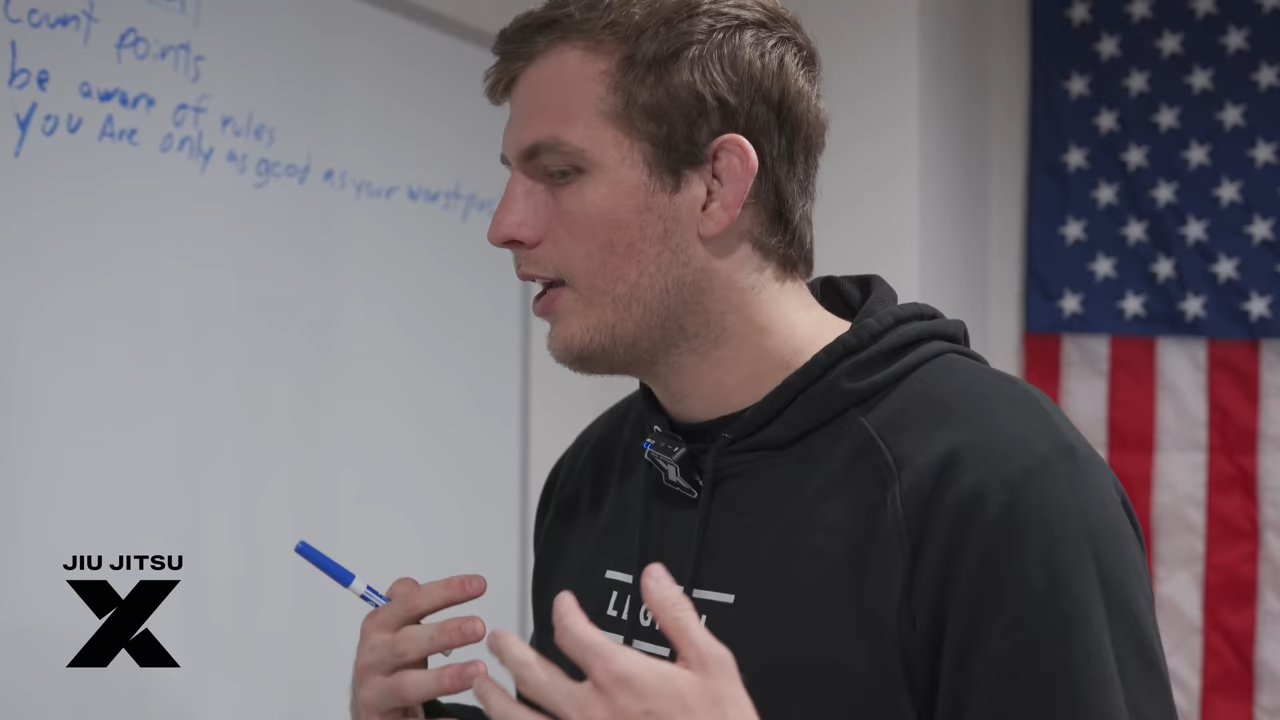 Count points
be aware of rules
You Are only as good as your worst
JIU JITSU
X